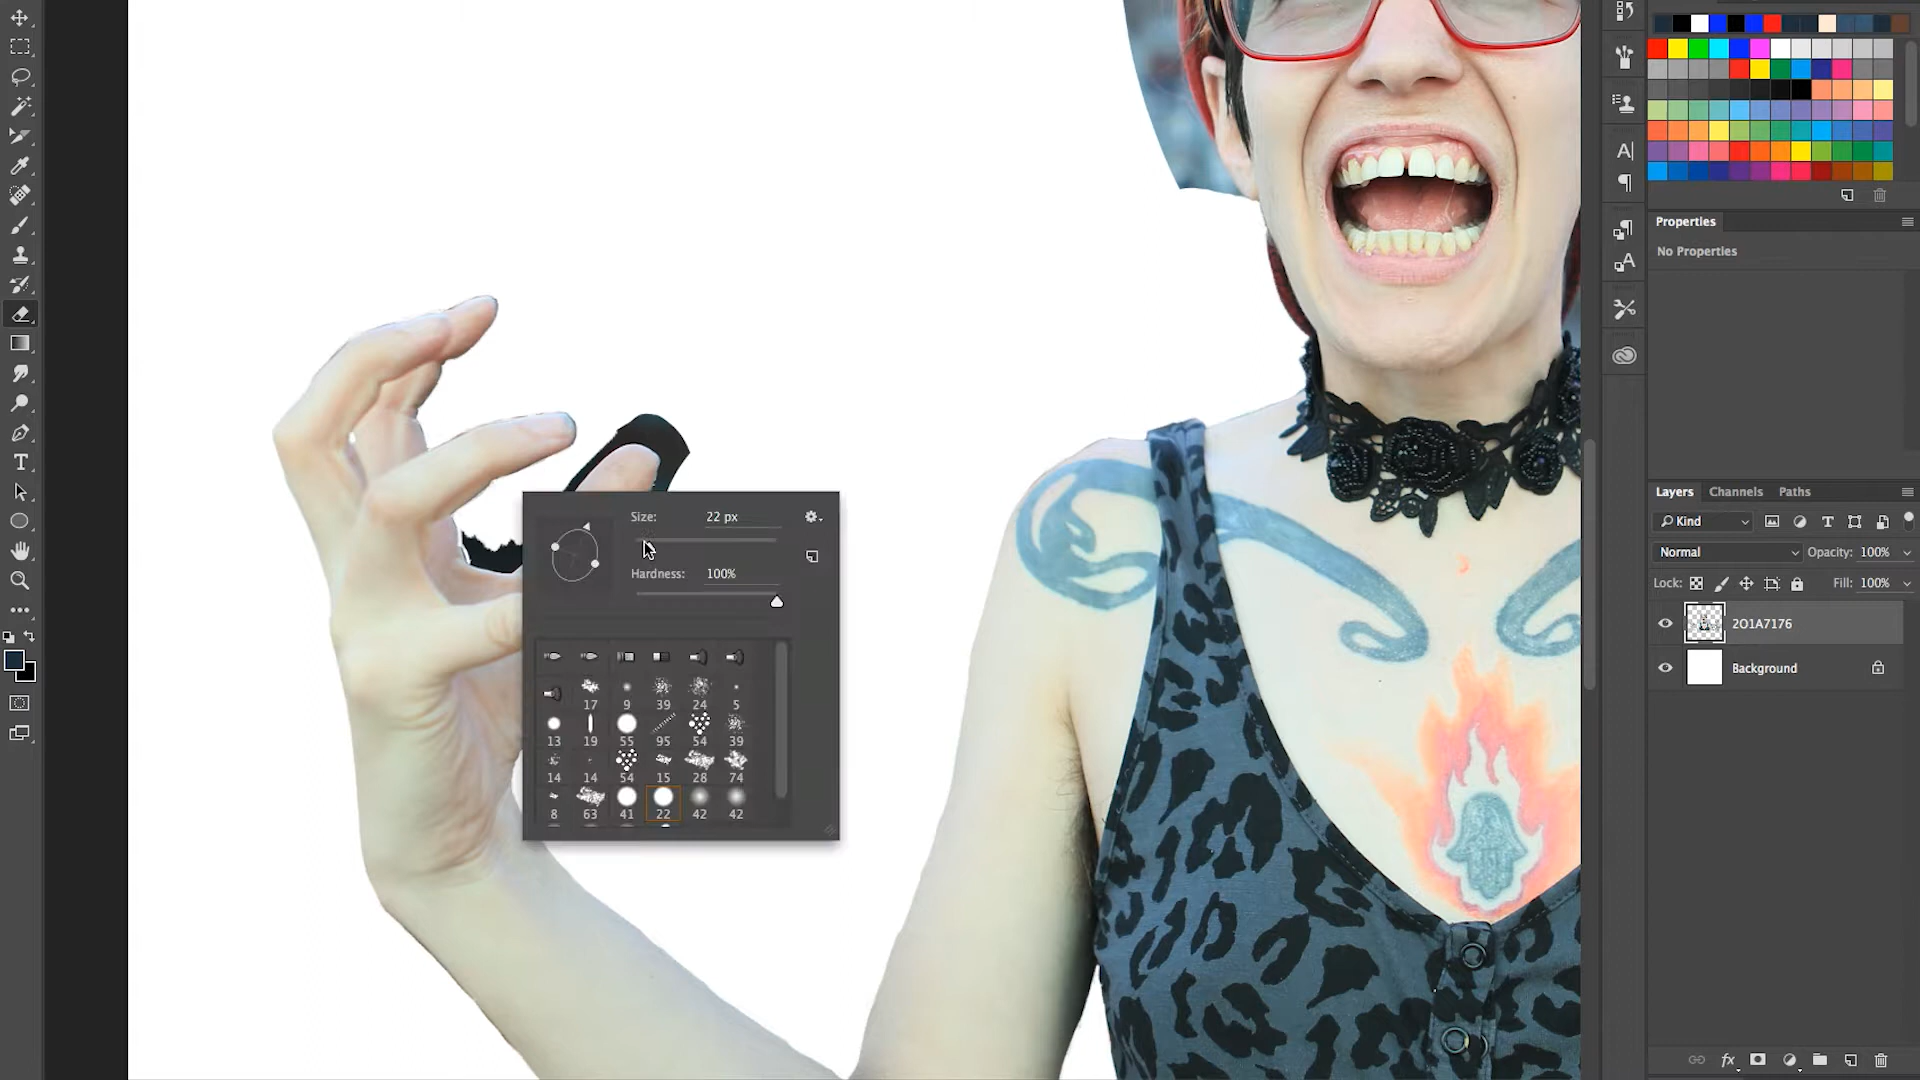 A|
Properties
No Properties
A
Layers Channels Paths
Kind
T
Normal Opacity: 100%
Lock: Fill: 100%
2O1A7176
Background
fx
T
Size: 22 px
Hardness: 100%
17 9 39 24 5
13 19 55 95 54 39
14 14 54 15 28 74
8 63 41 22 42 42